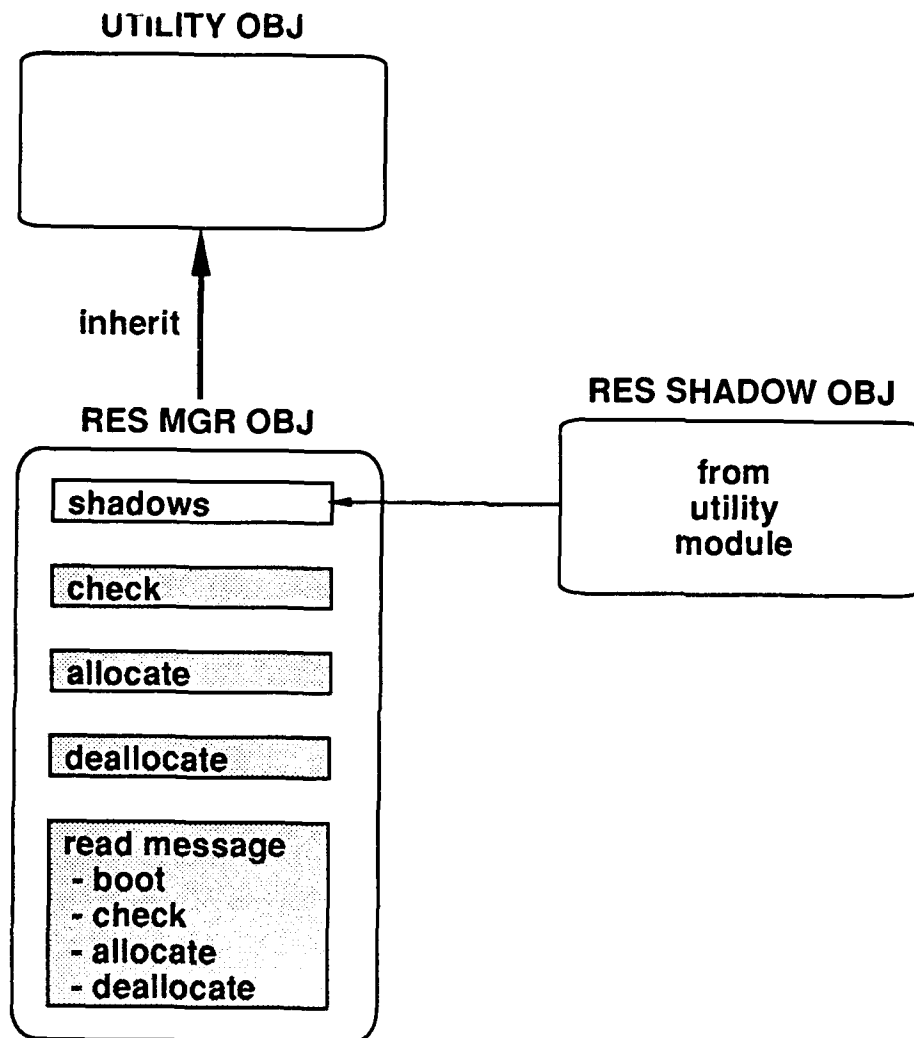 UTILITY OBJ
inherit
RES MGR OBJ
RES SHADOW OBJ
shadows
from
utility
module
check
allocate
deallocate
read message
- boot
- check
- allocate
- deallocate